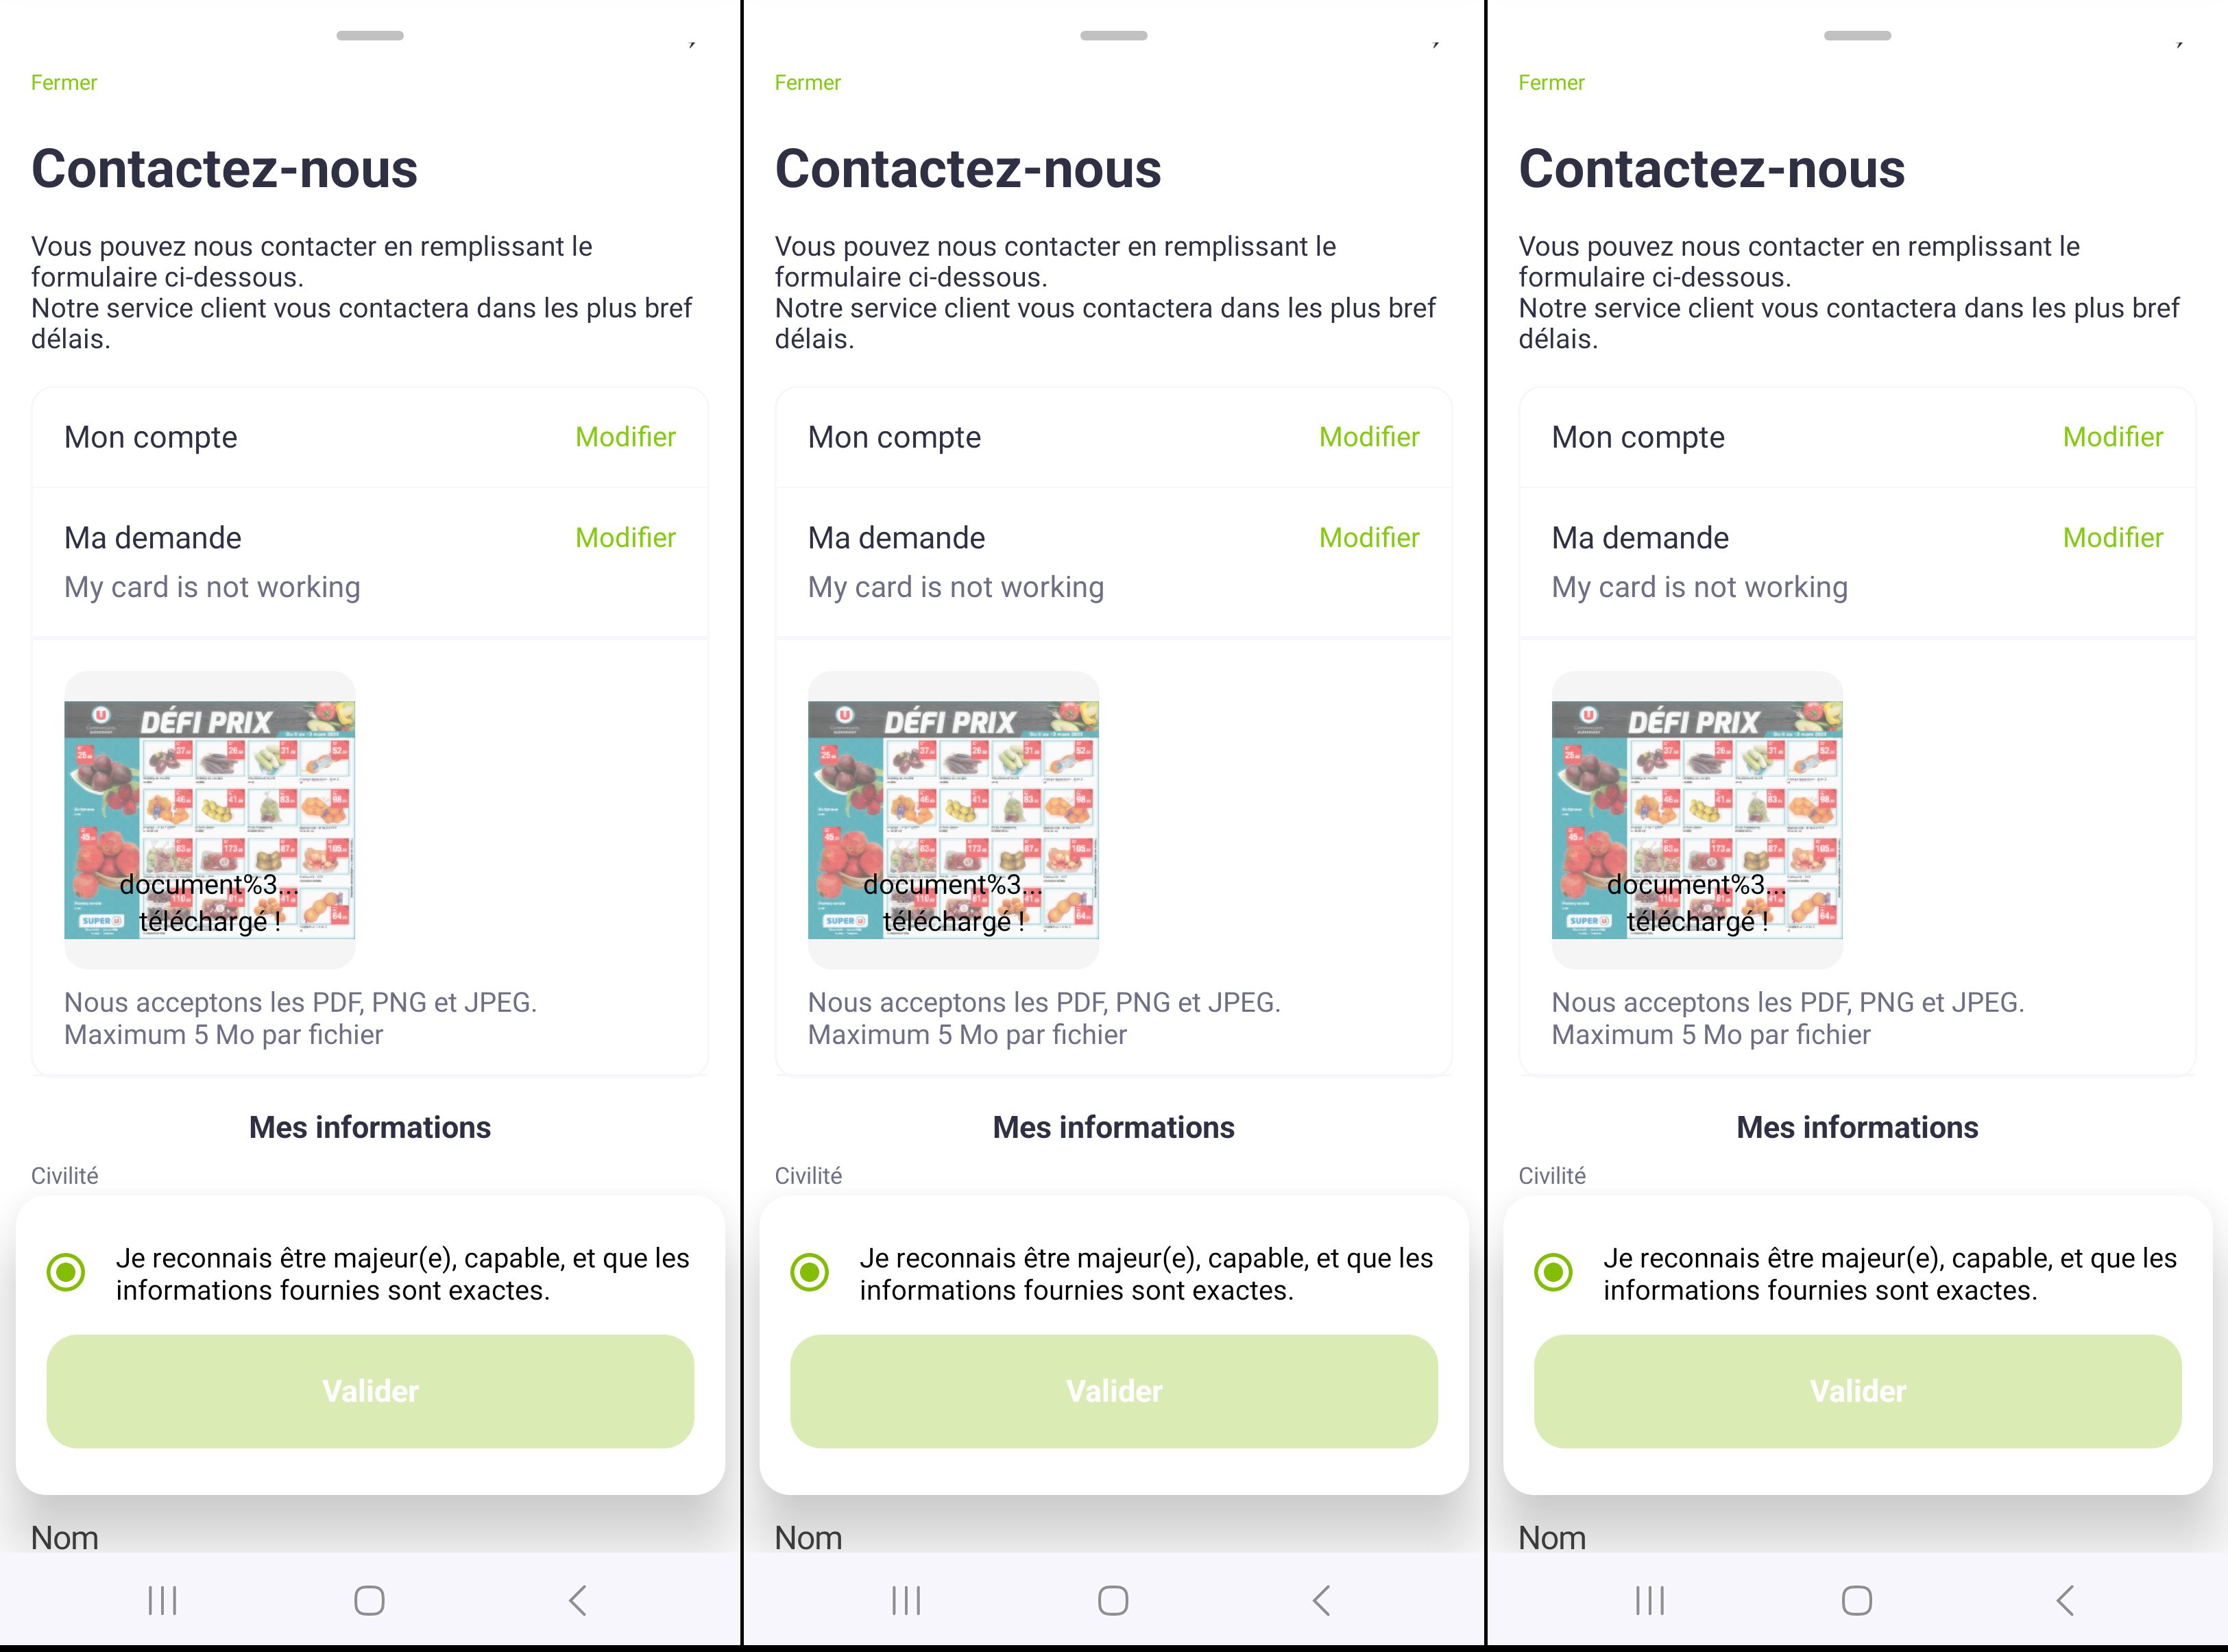 Fermer
Contactez-nous
Vous pouvez nous contacter en remplissant le
formulaire ci-dessous.
Notre service client vous contactera dans les plus bref
délais.
Mon compte
Modifier
Ma demande
Modifier
My card is not working
DÉFI PRIX
document%3...
téléchargé !
SUPER U
Nous acceptons les PDF, PNG et JPEG.
Maximum 5 Mo par fichier
Mes informations
Civilité
Je reconnais être majeur(e), capable, et que les
informations fournies sont exactes.
Valider
Nom
Fermer
Contactez-nous
Vous pouvez nous contacter en remplissant le
formulaire ci-dessous.
Notre service client vous contactera dans les plus bref
délais.
Mon compte
Modifier
Ma demande
Modifier
My card is not working
DÉFI PRIX
document%3...
téléchargé !
SUPER U
Nous acceptons les PDF, PNG et JPEG.
Maximum 5 Mo par fichier
Mes informations
Civilité
Je reconnais être majeur(e), capable, et que les
informations fournies sont exactes.
Valider
Nom
Fermer
Contactez-nous
Vous pouvez nous contacter en remplissant le
formulaire ci-dessous.
Notre service client vous contactera dans les plus bref
délais.
Mon compte
Modifier
Ma demande
Modifier
My card is not working
DÉFI PRIX
document%3...
téléchargé !
SUPER U
Nous acceptons les PDF, PNG et JPEG.
Maximum 5 Mo par fichier
Mes informations
Civilité
Je reconnais être majeur(e), capable, et que les
informations fournies sont exactes.
Valider
Nom